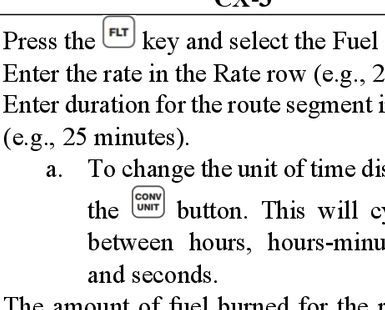 CX-3
Press the FLT key and select the Fuel
Enter the rate in the Rate row (e.g., 2
Enter duration for the route segment i
(e.g., 25 minutes).
a. To change the unit of time dis
the CONV UNIT button. This will cy
between hours, hours-minu
and seconds.
The amount of fuel burned for the r